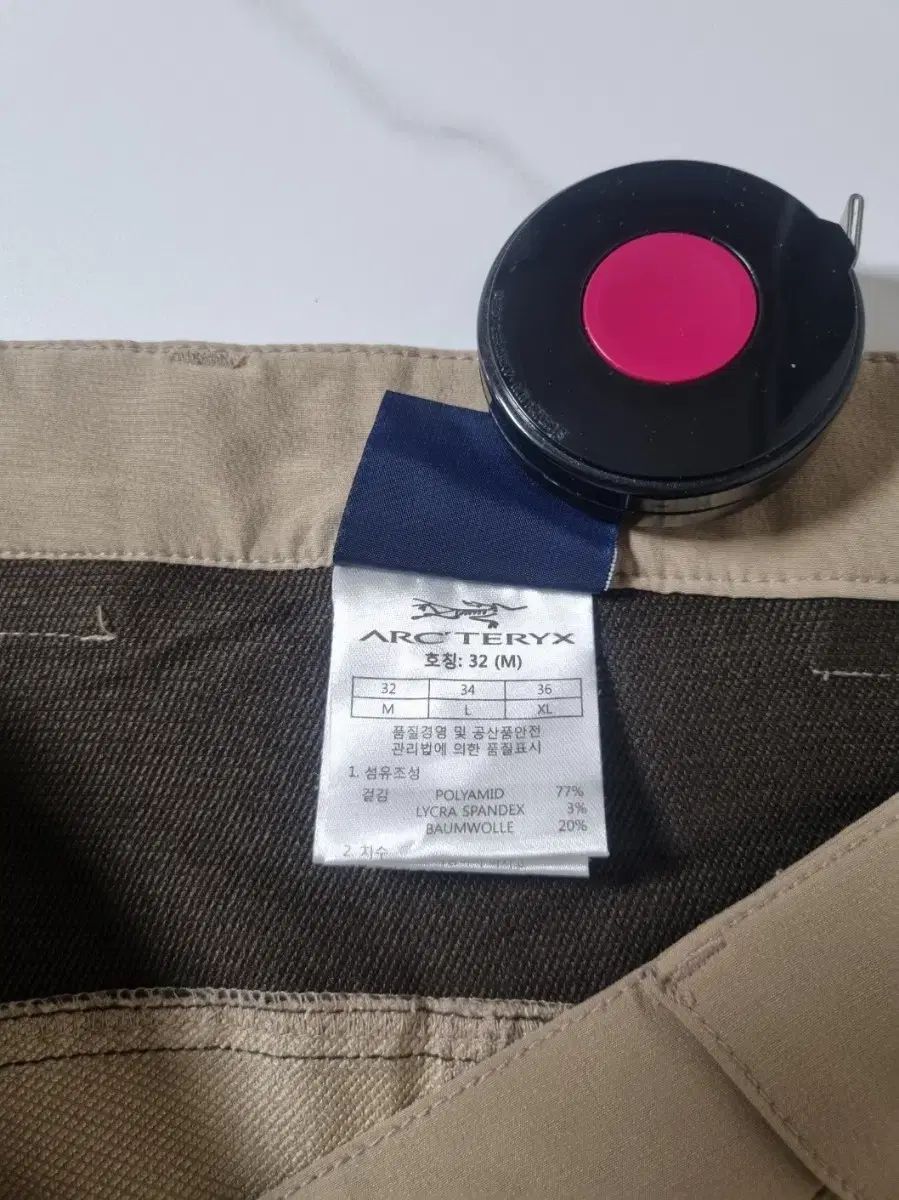 ARC'TERYX
호칭: 32 (M)
32 34 36
M L XL
품질경영 및 공산품안전
관리법에 의한 품질표시
1. 섬유조성
겉감 POLYAMID 77%
LYCRA SPANDEX 3%
BAUMWOLLE 20%
2. 치수